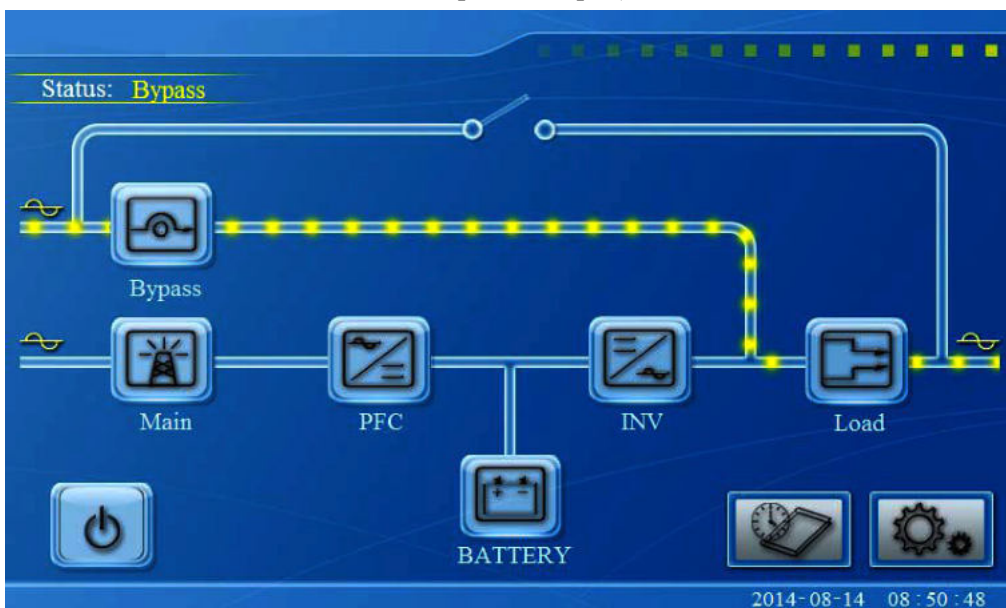 Status: Bypass
Bypass
Main PFC INV Load
BATTERY
2014-08-14 08:50:48